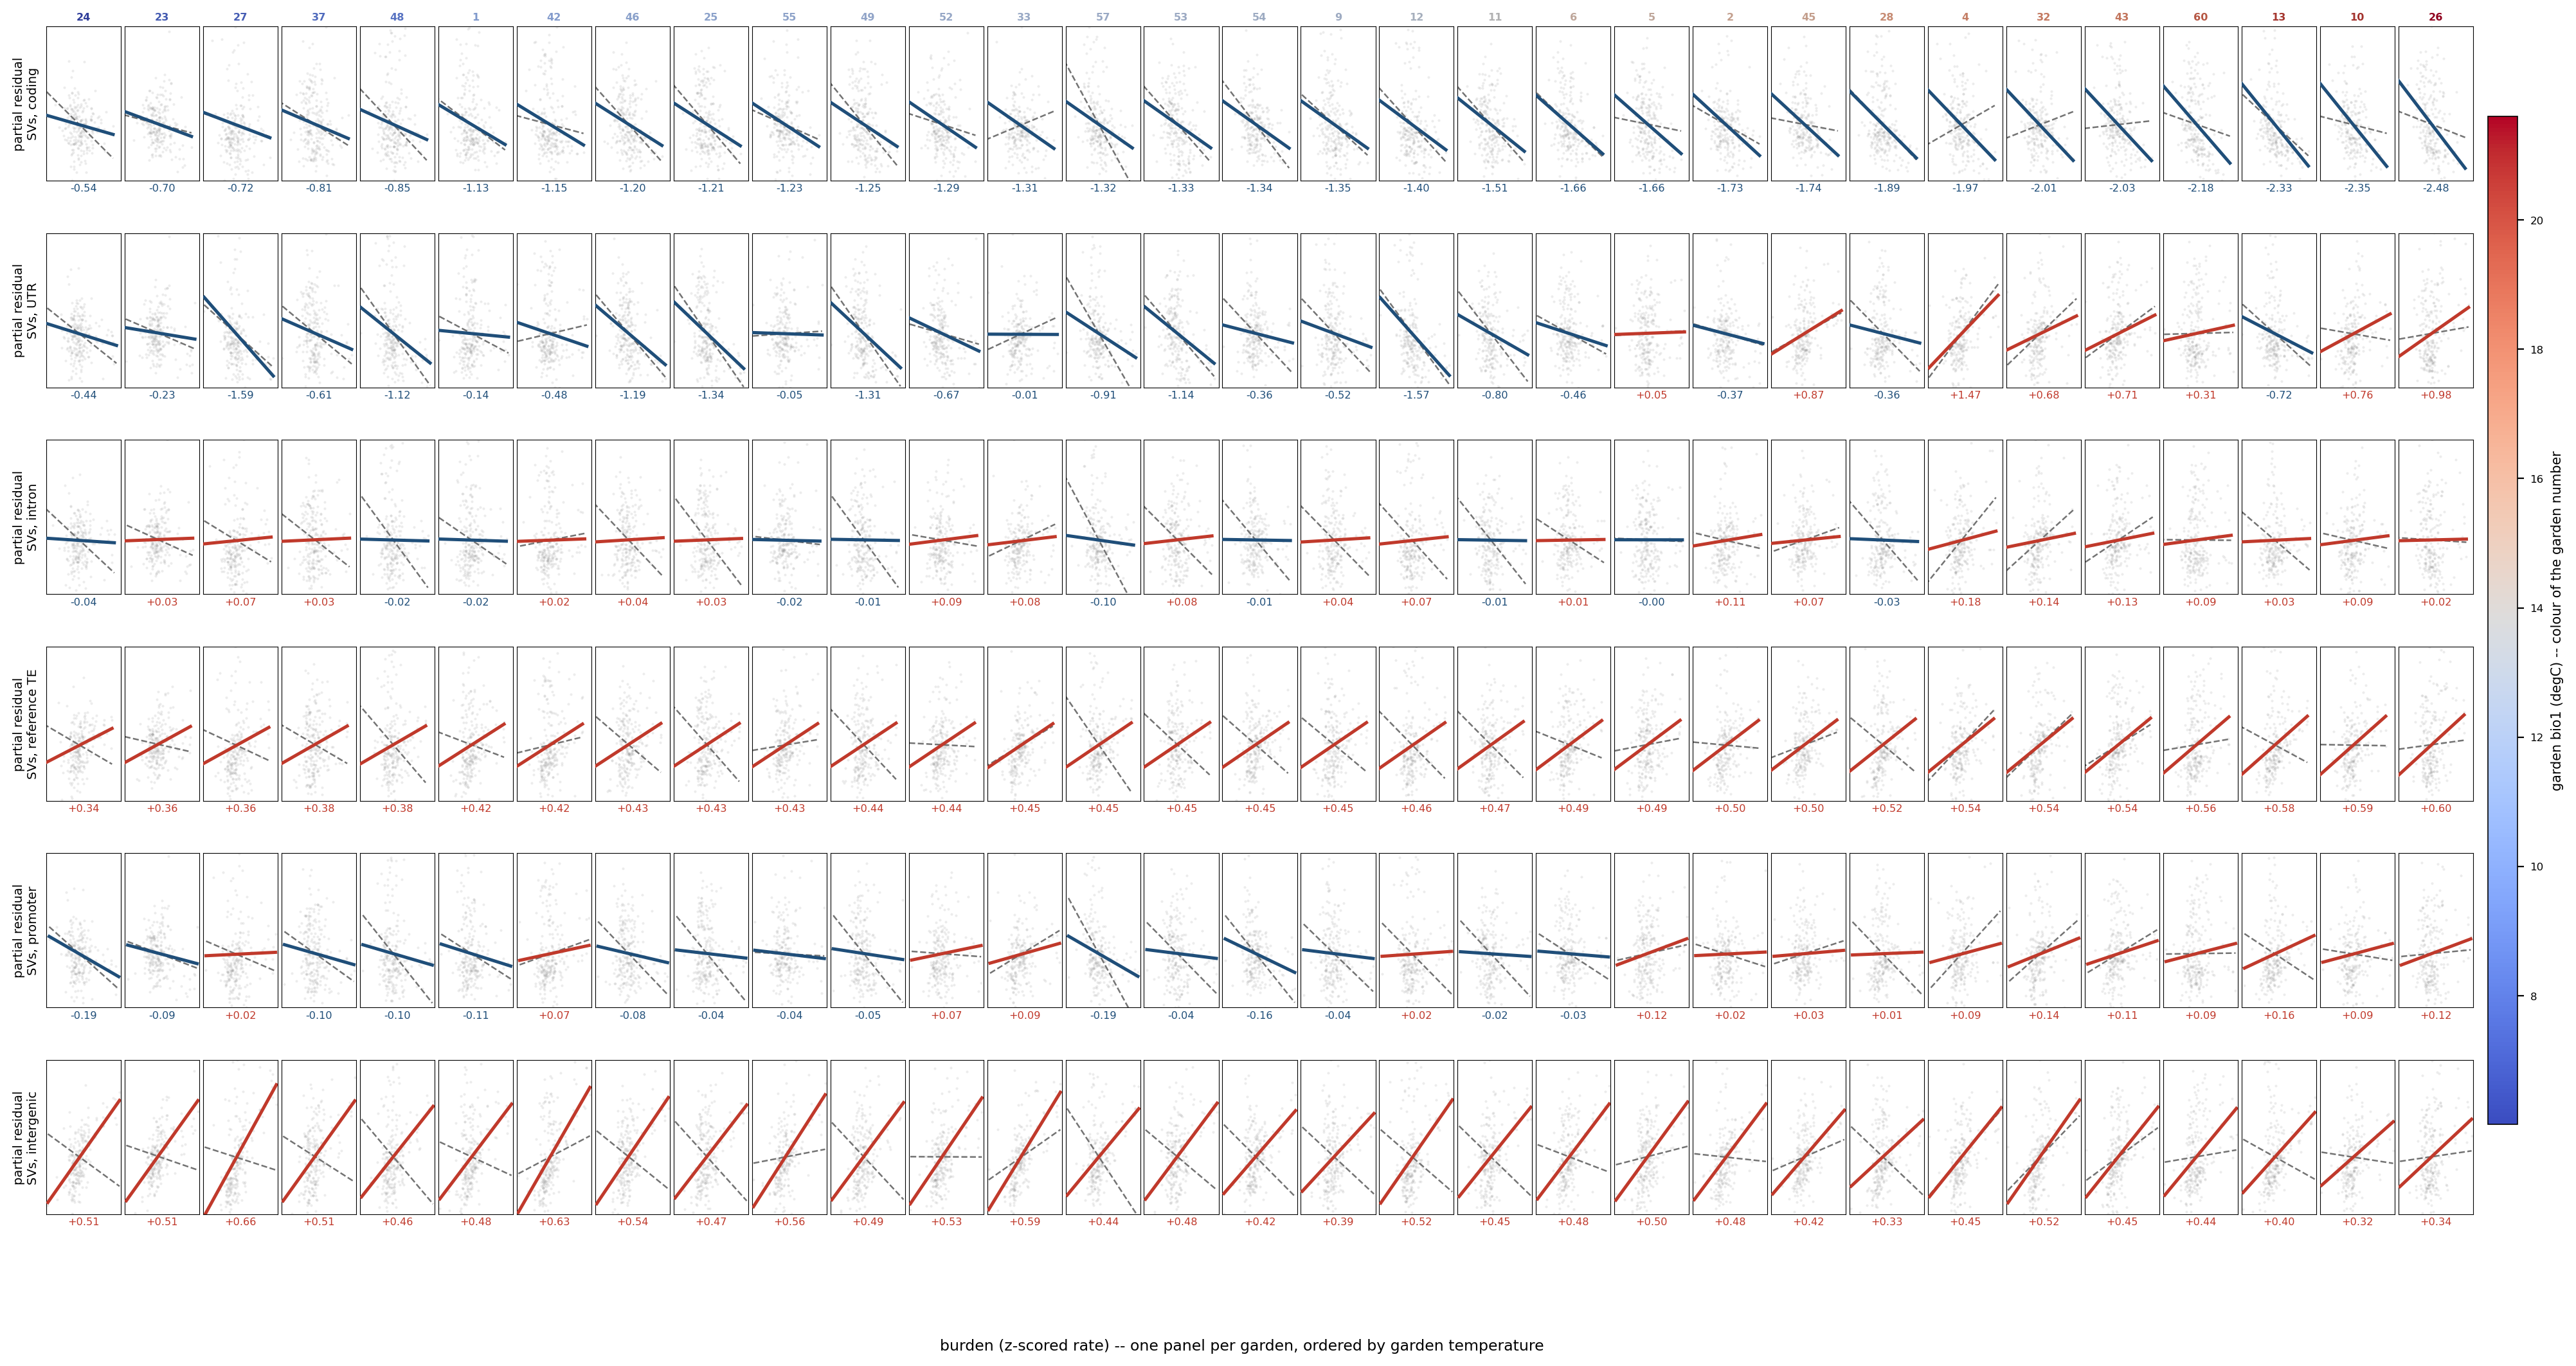 24 23 27 37 48 1 42 46 25 55 49 52 33 57 53 54 9 12 11 6 5 2 45 28 4 32 43 60 13 10 26
partial residual
SVs, coding
-0.54 -0.70 -0.72 -0.81 -0.85 -1.13 -1.15 -1.20 -1.21 -1.23 -1.25 -1.29 -1.31 -1.32 -1.33 -1.34 -1.35 -1.40 -1.51 -1.66 -1.66 -1.73 -1.74 -1.89 -1.97 -2.01 -2.03 -2.18 -2.33 -2.35 -2.48
partial residual
SVs, UTR
-0.44 -0.23 -1.59 -0.61 -1.12 -0.14 -0.48 -1.19 -1.34 -0.05 -1.31 -0.67 -0.01 -0.91 -1.14 -0.36 -0.52 -1.57 -0.80 -0.46 +0.05 -0.37 +0.87 -0.36 +1.47 +0.68 +0.71 +0.31 -0.72 +0.76 +0.98
partial residual
SVs, intron
-0.04 +0.03 +0.07 +0.03 -0.02 -0.02 +0.02 +0.04 +0.03 -0.02 -0.01 +0.09 +0.08 -0.10 +0.08 -0.01 +0.04 +0.07 -0.01 +0.01 -0.00 +0.11 +0.07 -0.03 +0.18 +0.14 +0.13 +0.09 +0.03 +0.09 +0.02
partial residual
SVs, reference TE
+0.34 +0.36 +0.36 +0.38 +0.38 +0.42 +0.42 +0.43 +0.43 +0.43 +0.44 +0.44 +0.45 +0.45 +0.45 +0.45 +0.45 +0.46 +0.47 +0.49 +0.49 +0.50 +0.50 +0.52 +0.54 +0.54 +0.54 +0.56 +0.58 +0.59 +0.60
partial residual
SVs, promoter
-0.19 -0.09 +0.02 -0.10 -0.10 -0.11 +0.07 -0.08 -0.04 -0.04 -0.05 +0.07 +0.09 -0.19 -0.04 -0.16 -0.04 +0.02 -0.02 -0.03 +0.12 +0.02 +0.03 +0.01 +0.09 +0.14 +0.11 +0.09 +0.16 +0.09 +0.12
partial residual
SVs, intergenic
+0.51 +0.51 +0.66 +0.51 +0.46 +0.48 +0.63 +0.54 +0.47 +0.56 +0.49 +0.53 +0.59 +0.44 +0.48 +0.42 +0.39 +0.52 +0.45 +0.48 +0.50 +0.48 +0.42 +0.33 +0.45 +0.52 +0.45 +0.44 +0.40 +0.32 +0.34
burden (z-scored rate) -- one panel per garden, ordered by garden temperature
20
18
16
14
12
10
8
garden bio1 (degC) -- colour of the garden number